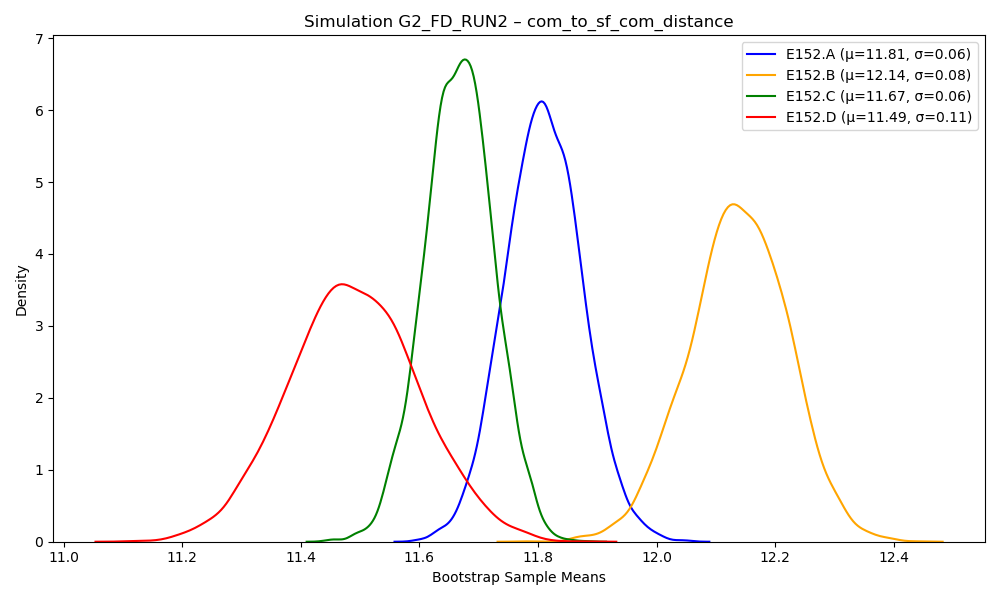 Simulation G2_FD_RUN2 – com_to_sf_com_distance
E152.A (μ=11.81, σ=0.06)
E152.B (μ=12.14, σ=0.08)
E152.C (μ=11.67, σ=0.06)
E152.D (μ=11.49, σ=0.11)
Density
7
6
5
4
3
2
1
0
11.0 11.2 11.4 11.6 11.8 12.0 12.2 12.4
Bootstrap Sample Means